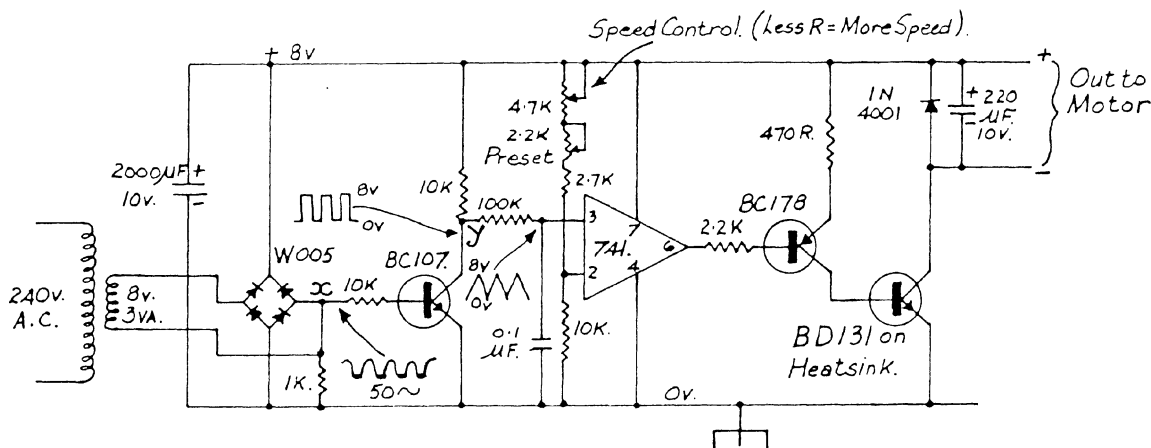 Speed Control. (Less R = More Speed).
+ 8v
+
Out to
Motor
-
4.7K
2.2K
Preset
2.7K
1N
4001
+ 220
μF.
- 10v.
470R.
2000μF +
10v. -
8v
0v
10K
100K
y
3
7
741.
6
2
4
2.2K
BC178
W005
BC107.
8v
0v
240v.
A.C.
8v.
3VA.
x
10K
0.1
μF.
10K.
BD131 on
Heatsink.
1K.
50~
0v.